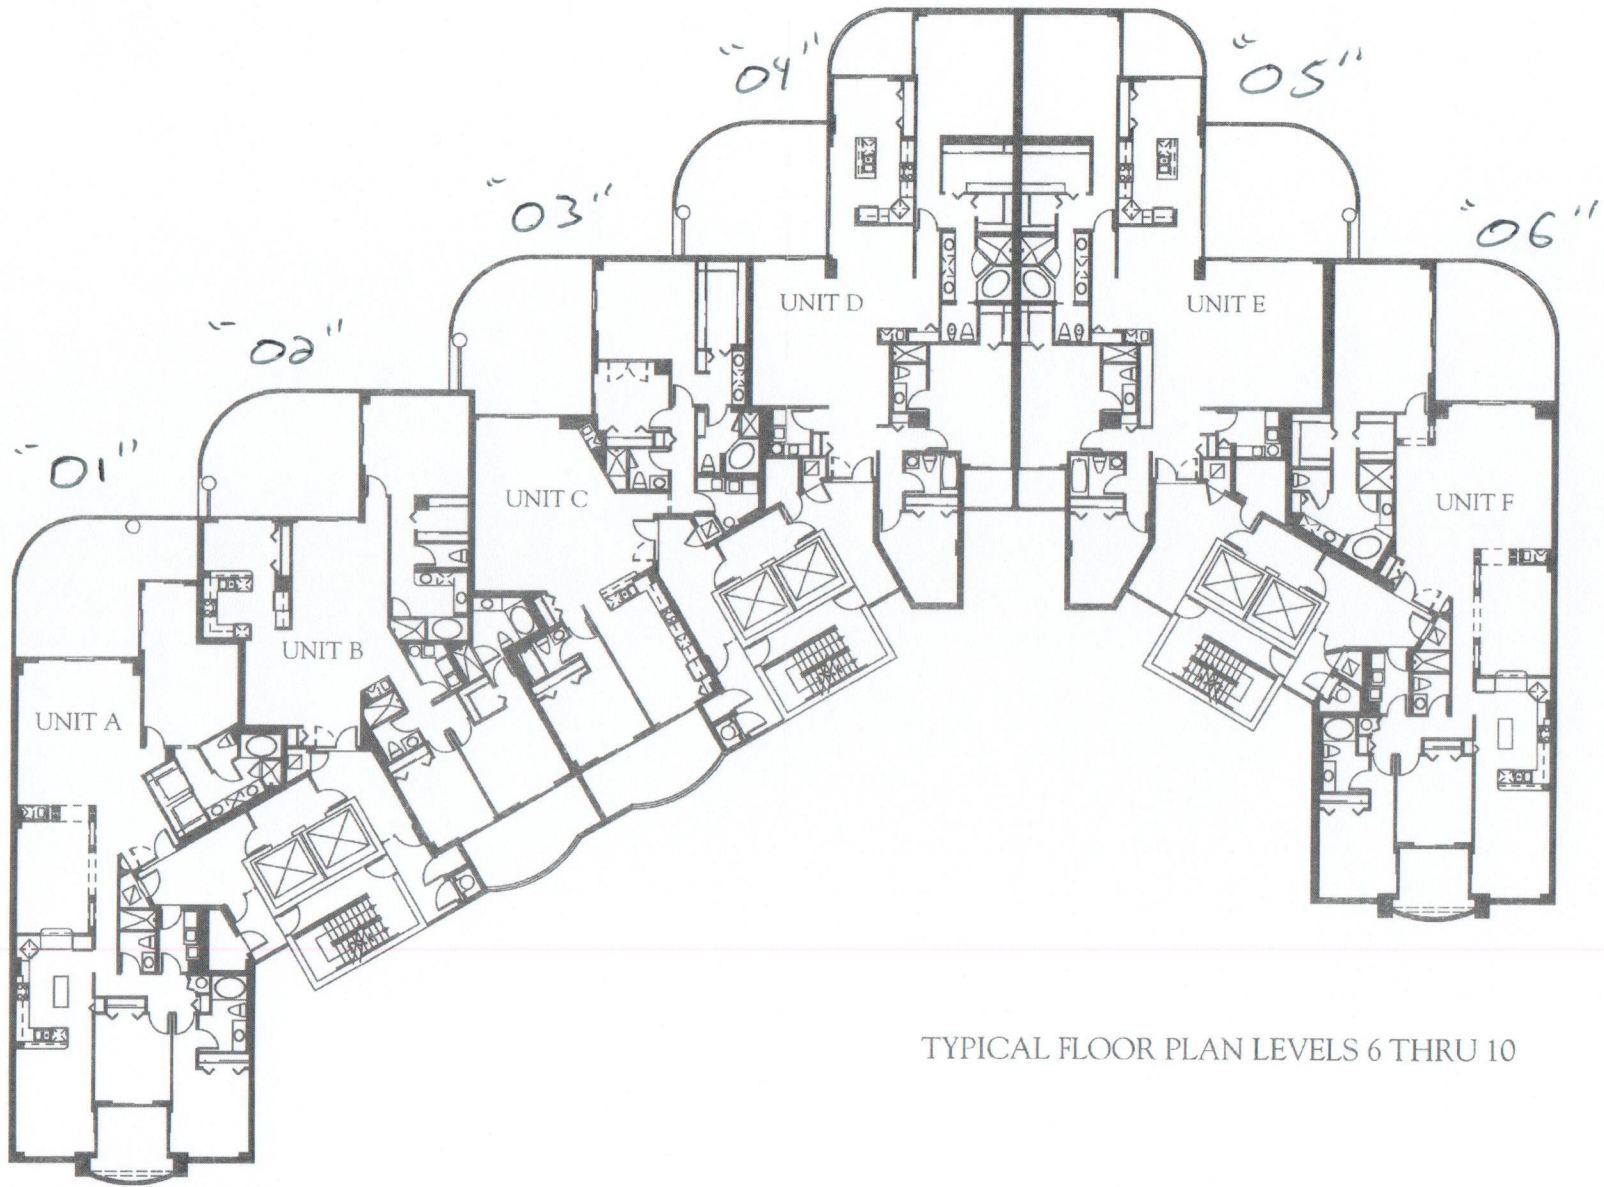 "04"
"05"
"03"
"06"
UNIT D
UNIT E
"02"
"01"
UNIT C
UNIT F
UNIT B
UNIT A
TYPICAL FLOOR PLAN LEVELS 6 THRU 10